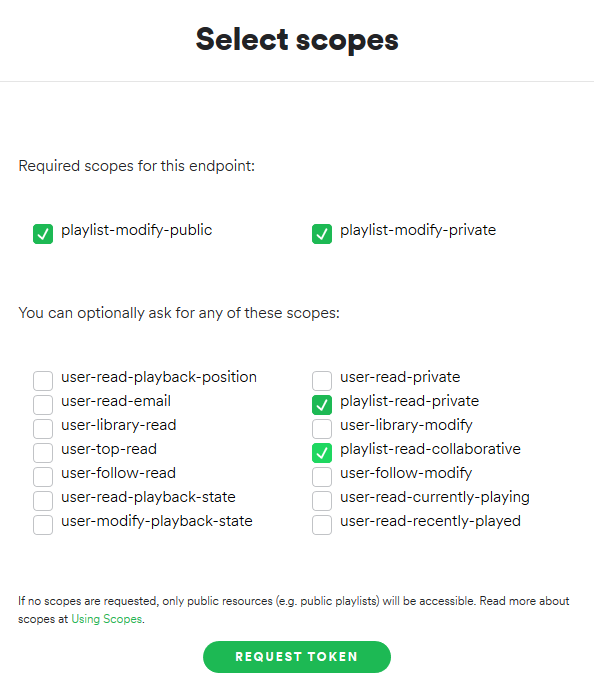 Select scopes
Required scopes for this endpoint:
playlist-modify-public
playlist-modify-private
You can optionally ask for any of these scopes:
user-read-playback-position
user-read-private
user-read-email
playlist-read-private
user-library-read
user-library-modify
user-top-read
playlist-read-collaborative
user-follow-read
user-follow-modify
user-read-playback-state
user-read-currently-playing
user-modify-playback-state
user-read-recently-played
If no scopes are requested, only public resources (e.g. public playlists) will be accessible. Read more about
scopes at Using Scopes.
REQUEST TOKEN